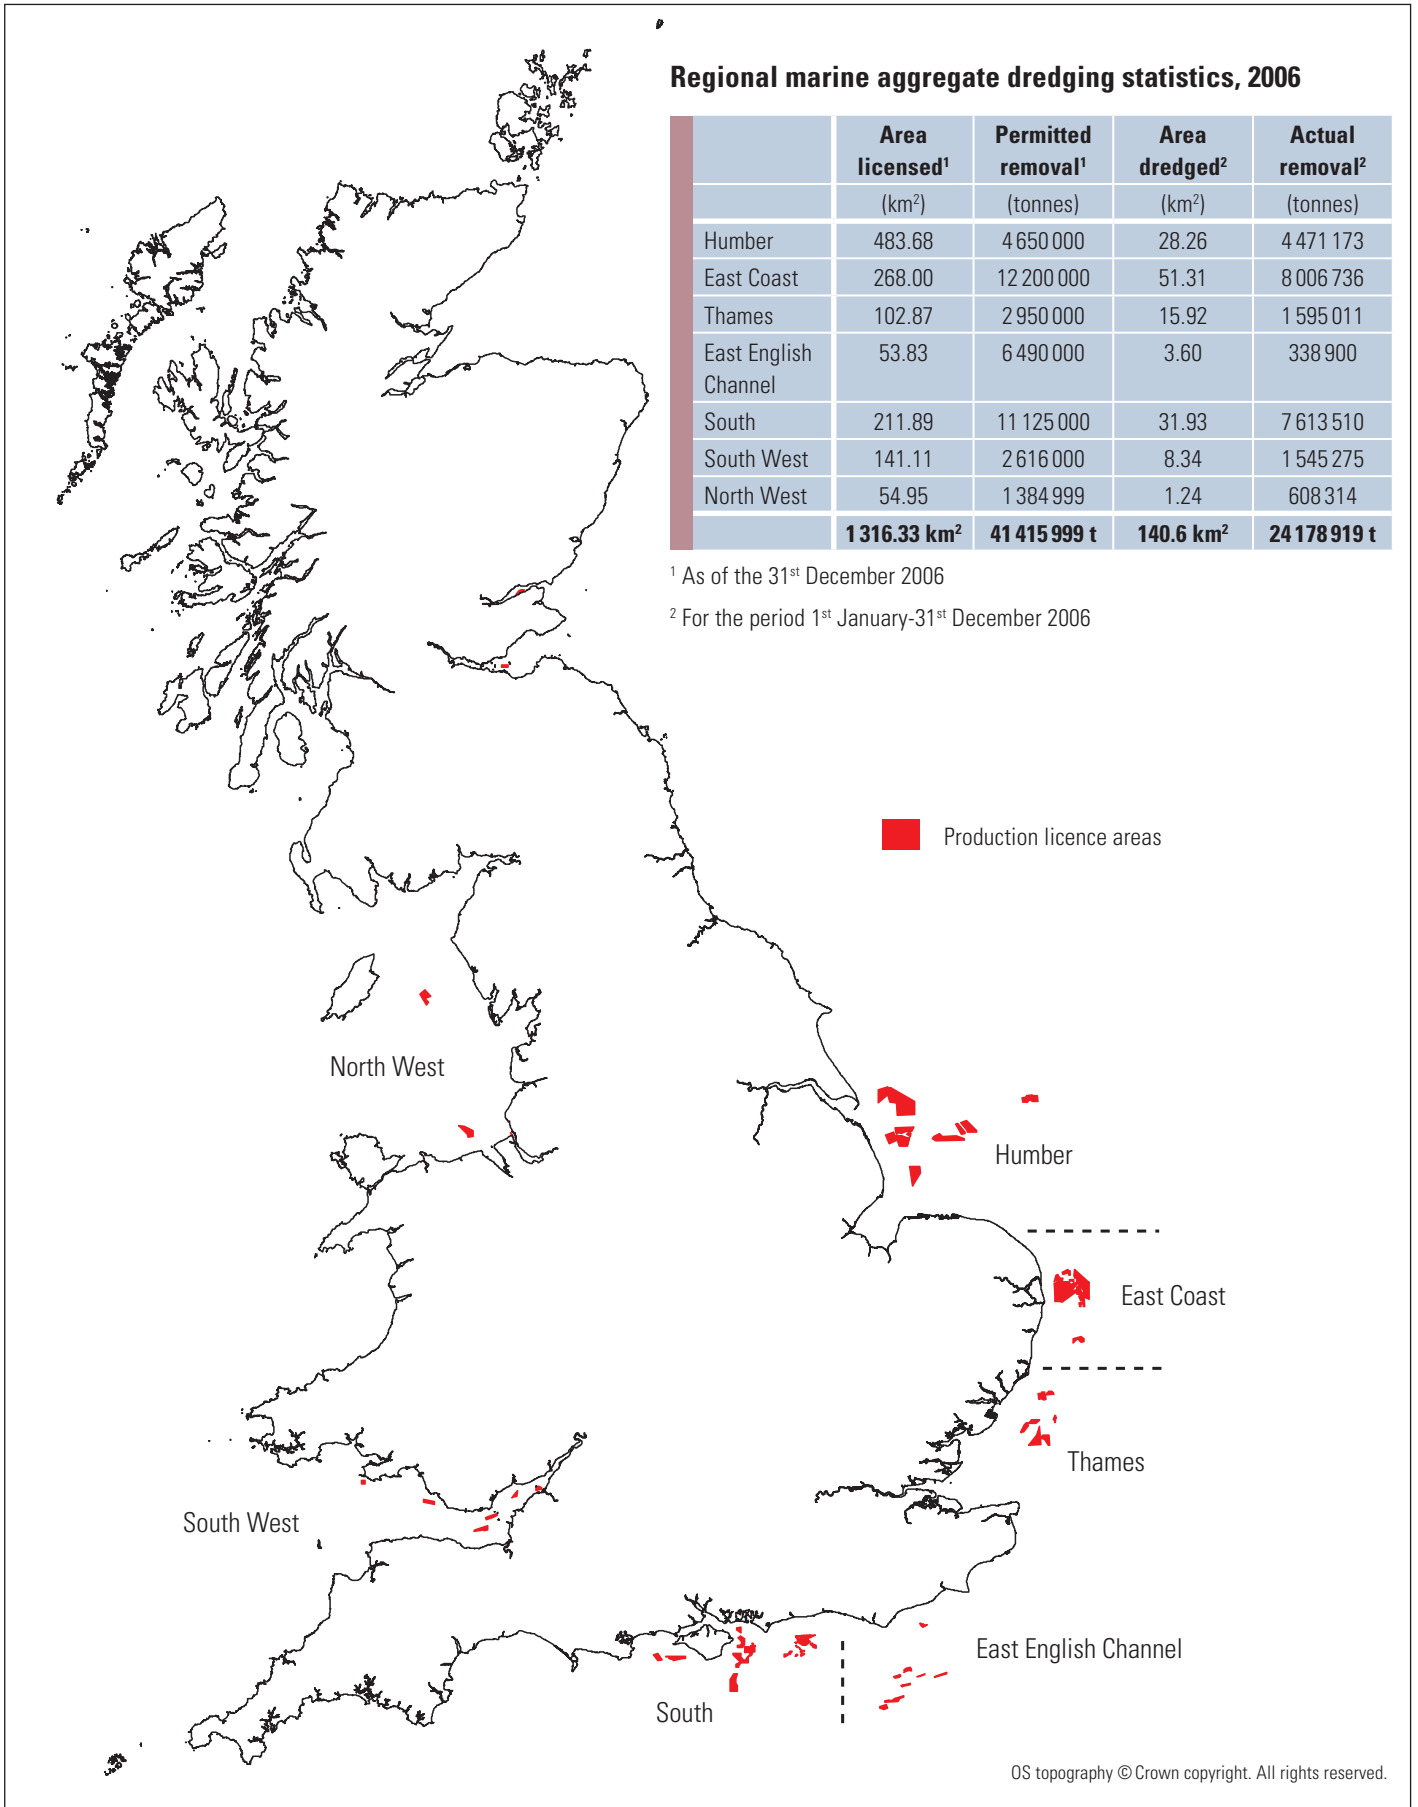 Regional marine aggregate dredging statistics, 2006
Area licensed¹ Permitted removal¹ Area dredged² Actual removal²
(km²) (tonnes) (km²) (tonnes)
Humber 483.68 4 650 000 28.26 4 471 173
East Coast 268.00 12 200 000 51.31 8 006 736
Thames 102.87 2 950 000 15.92 1 595 011
East English Channel 53.83 6 490 000 3.60 338 900
South 211.89 11 125 000 31.93 7 613 510
South West 141.11 2 616 000 8.34 1 545 275
North West 54.95 1 384 999 1.24 608 314
1 316.33 km² 41 415 999 t 140.6 km² 24 178 919 t
¹ As of the 31st December 2006
² For the period 1st January-31st December 2006
Production licence areas
North West
Humber
East Coast
Thames
South West
East English Channel
South
OS topography © Crown copyright. All rights reserved.